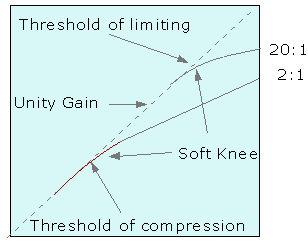 Threshold of limiting
20:1
2:1
Unity Gain
Soft Knee
Threshold of compression